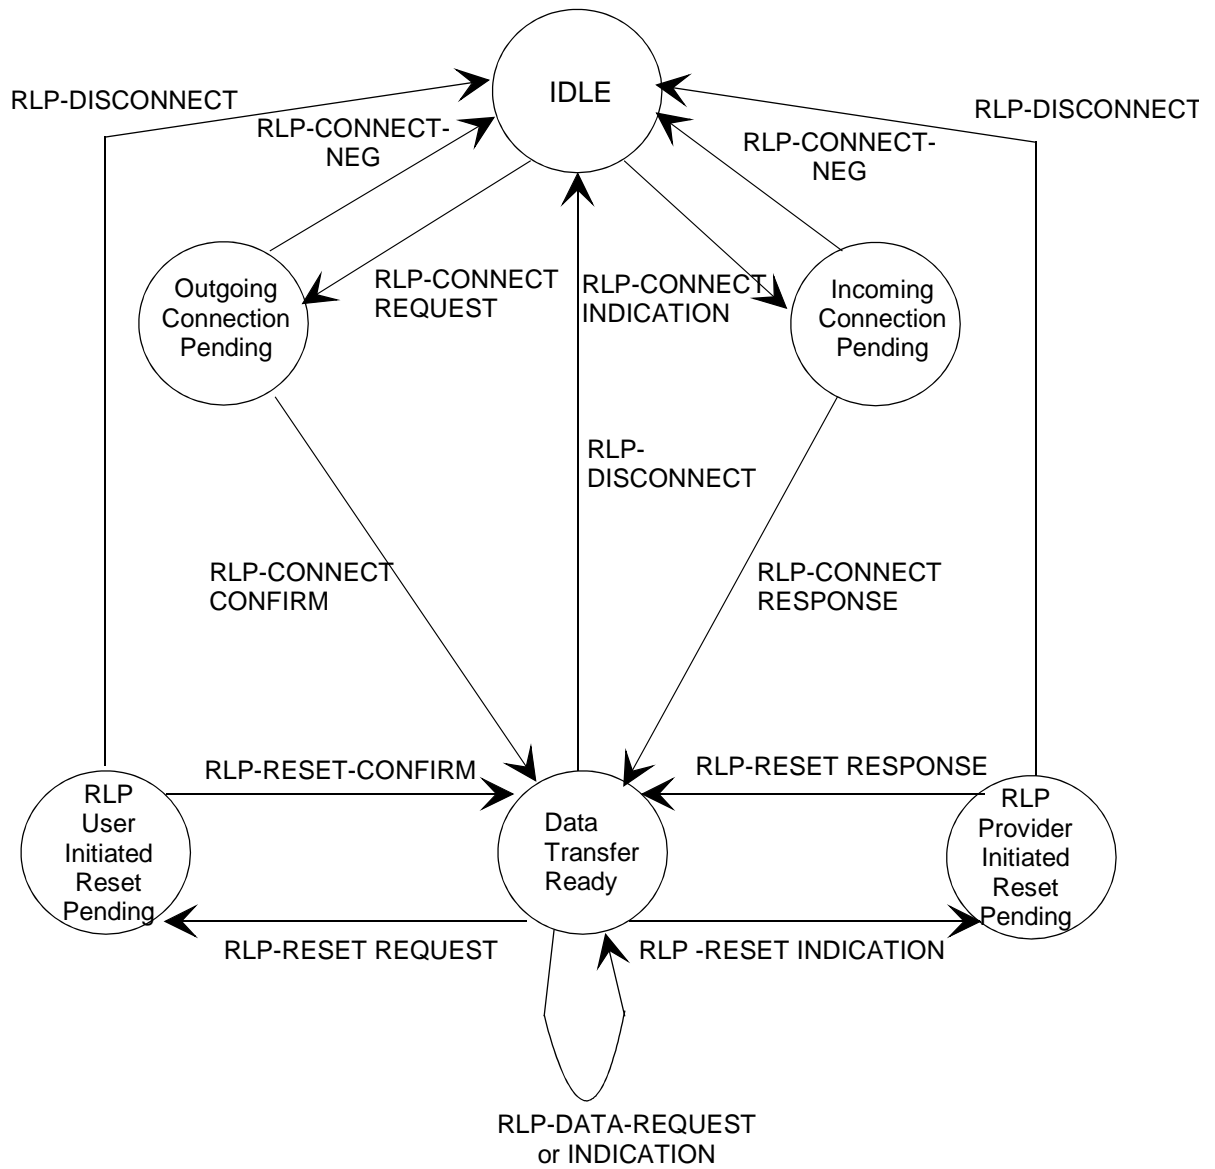 IDLE
RLP-DISCONNECT
RLP-DISCONNECT
RLP-CONNECT-
NEG
RLP-CONNECT-
NEG
Outgoing
Connection
Pending
RLP-CONNECT
REQUEST
RLP-CONNECT
INDICATION
Incoming
Connection
Pending
RLP-
DISCONNECT
RLP-CONNECT
CONFIRM
RLP-CONNECT
RESPONSE
RLP-RESET-CONFIRM
RLP-RESET RESPONSE
RLP
User
Initiated
Reset
Pending
Data
Transfer
Ready
RLP
Provider
Initiated
Reset
Pending
RLP-RESET REQUEST
RLP -RESET INDICATION
RLP-DATA-REQUEST
or INDICATION